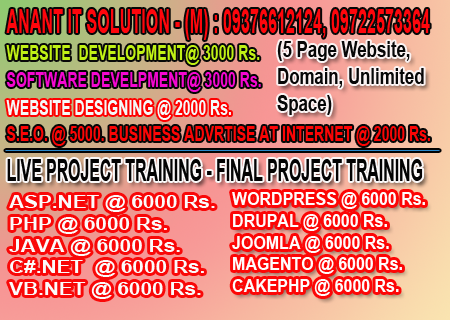 ANANT IT SOLUTION - (M) : 09376612124, 09722573364
WEBSITE DEVELOPMENT@ 3000 Rs.
(5 Page Website,
SOFTWARE DEVELPMENT@ 3000 Rs.
Domain, Unlimited
WEBSITE DESIGNING @ 2000 Rs.
Space)
S.E.O. @ 5000. BUSINESS ADVRTISE AT INTERNET @ 2000 Rs.
LIVE PROJECT TRAINING - FINAL PROJECT TRAINING
ASP.NET @ 6000 Rs.
WORDPRESS @ 6000 Rs.
PHP @ 6000 Rs.
DRUPAL @ 6000 Rs.
JAVA @ 6000 Rs.
JOOMLA @ 6000 Rs.
C#.NET @ 6000 Rs.
MAGENTO @ 6000 Rs.
VB.NET @ 6000 Rs.
CAKEPHP @ 6000 Rs.